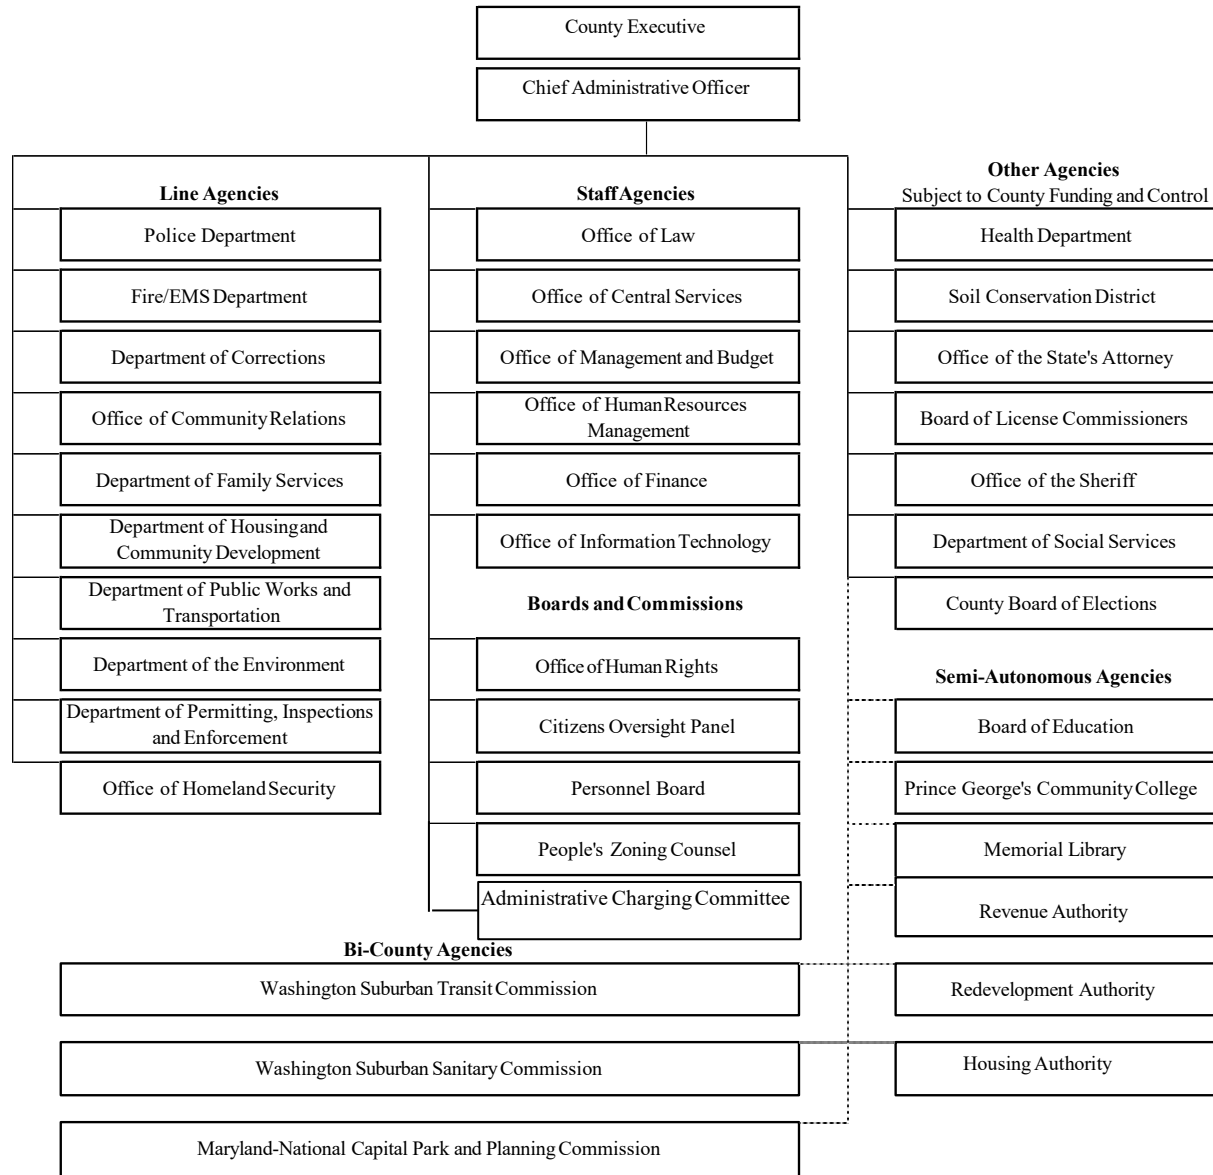 County Executive
Chief Administrative Officer
Line Agencies
Police Department
Fire/EMS Department
Department of Corrections
Office of Community Relations
Department of Family Services
Department of Housing and
Community Development
Department of Public Works and
Transportation
Department of the Environment
Department of Permitting, Inspections
and Enforcement
Office of Homeland Security
Staff Agencies
Office of Law
Office of Central Services
Office of Management and Budget
Office of Human Resources
Management
Office of Finance
Office of Information Technology
Boards and Commissions
Office of Human Rights
Citizens Oversight Panel
Personnel Board
People's Zoning Counsel
Administrative Charging Committee
Other Agencies
Subject to County Funding and Control
Health Department
Soil Conservation District
Office of the State's Attorney
Board of License Commissioners
Office of the Sheriff
Department of Social Services
County Board of Elections
Semi-Autonomous Agencies
Board of Education
Prince George's Community College
Memorial Library
Revenue Authority
Redevelopment Authority
Housing Authority
Bi-County Agencies
Washington Suburban Transit Commission
Washington Suburban Sanitary Commission
Maryland-National Capital Park and Planning Commission